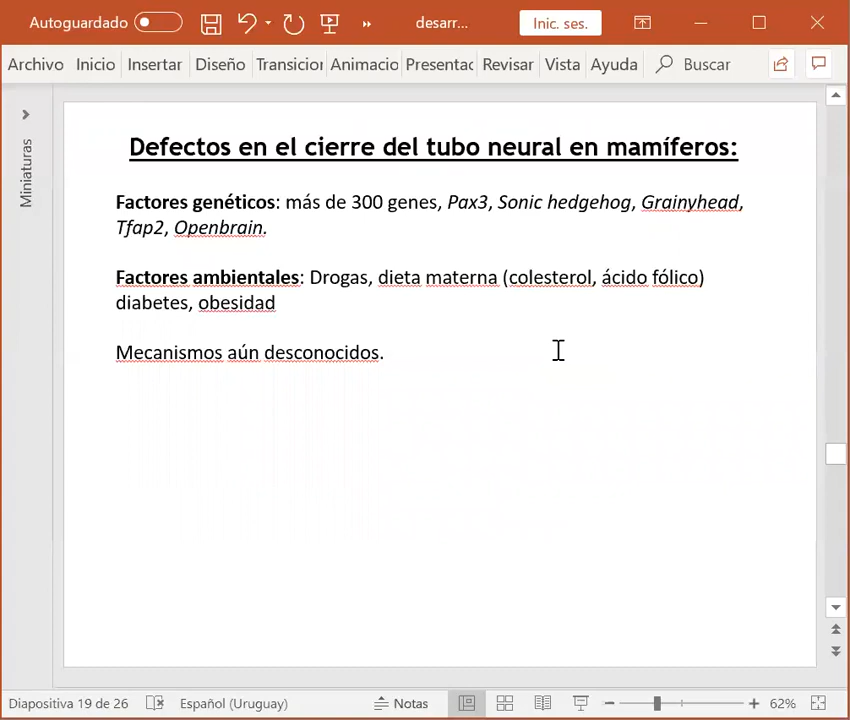 Autoguardado desarr... Inic. ses.
Archivo Inicio Insertar Diseño Transicior Animacio Presentac Revisar Vista Ayuda Buscar
Miniaturas
Defectos en el cierre del tubo neural en mamíferos:
Factores genéticos: más de 300 genes, Pax3, Sonic hedgehog, Grainyhead,
Tfap2, Openbrain.
Factores ambientales: Drogas, dieta materna (colesterol, ácido fólico)
diabetes, obesidad
Mecanismos aún desconocidos.
Diapositiva 19 de 26 Español (Uruguay) Notas 62%